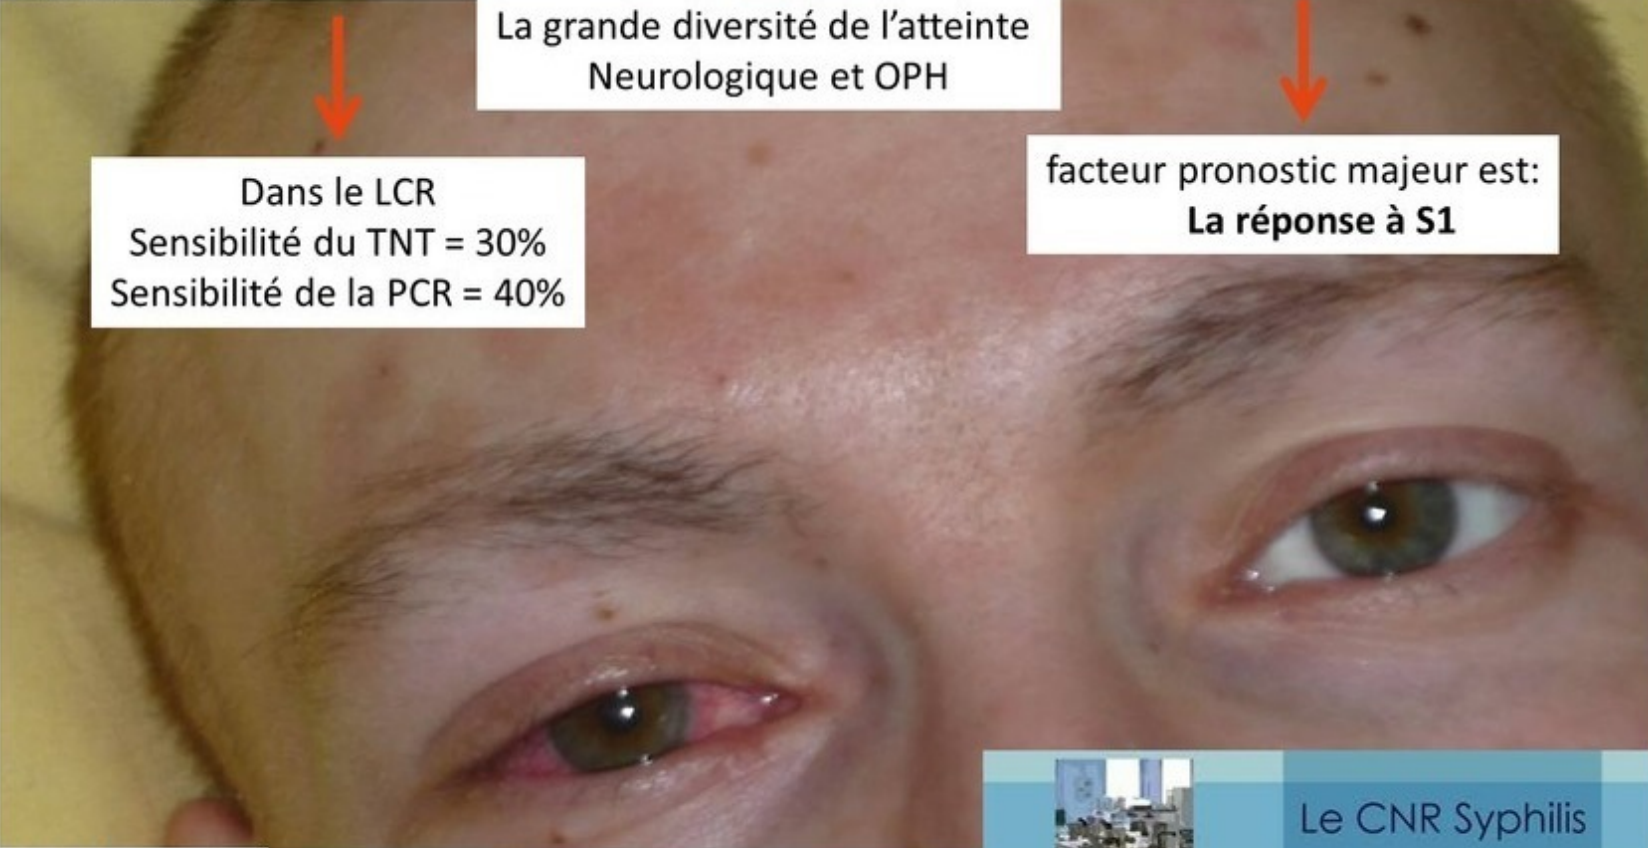 La grande diversité de l’atteinte
Neurologique et OPH
Dans le LCR
Sensibilité du TNT = 30%
Sensibilité de la PCR = 40%
facteur pronostic majeur est:
La réponse à S1
Le CNR Syphilis